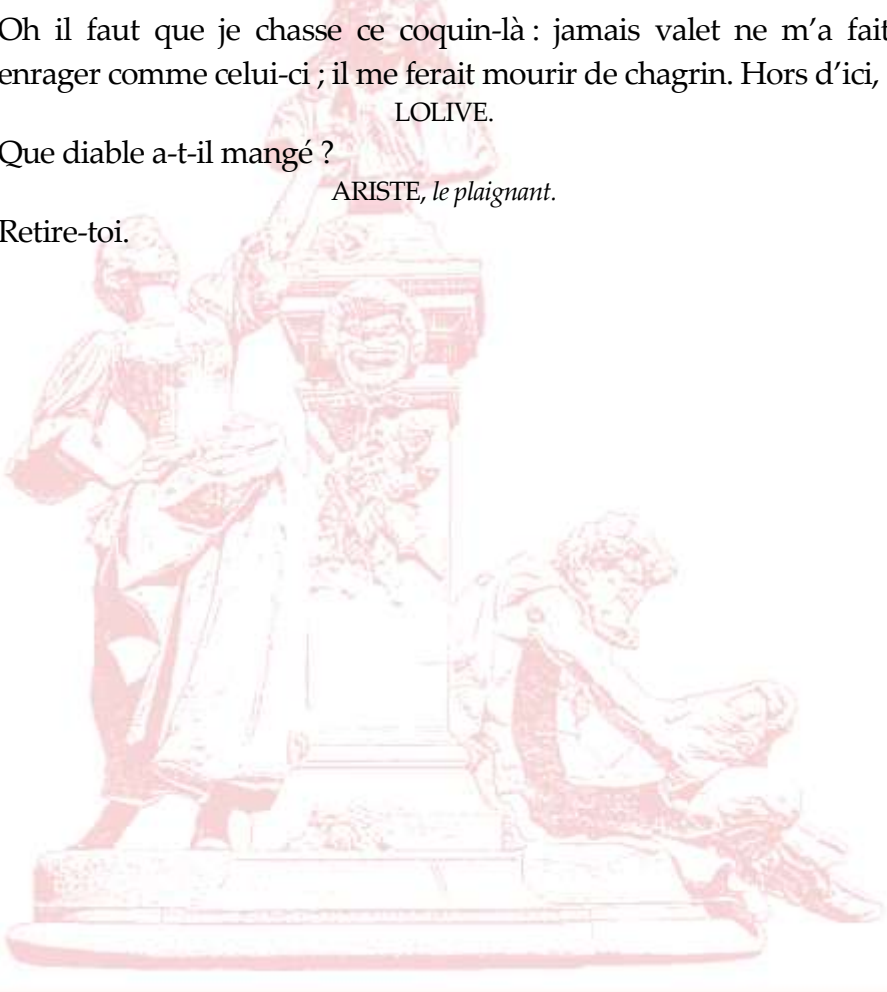 Oh il faut que je chasse ce coquin-là : jamais valet ne m’a fait
enrager comme celui-ci ; il me ferait mourir de chagrin. Hors d’ici,
LOLIVE.
Que diable a-t-il mangé ?
ARISTE, le plaignant.
Retire-toi.